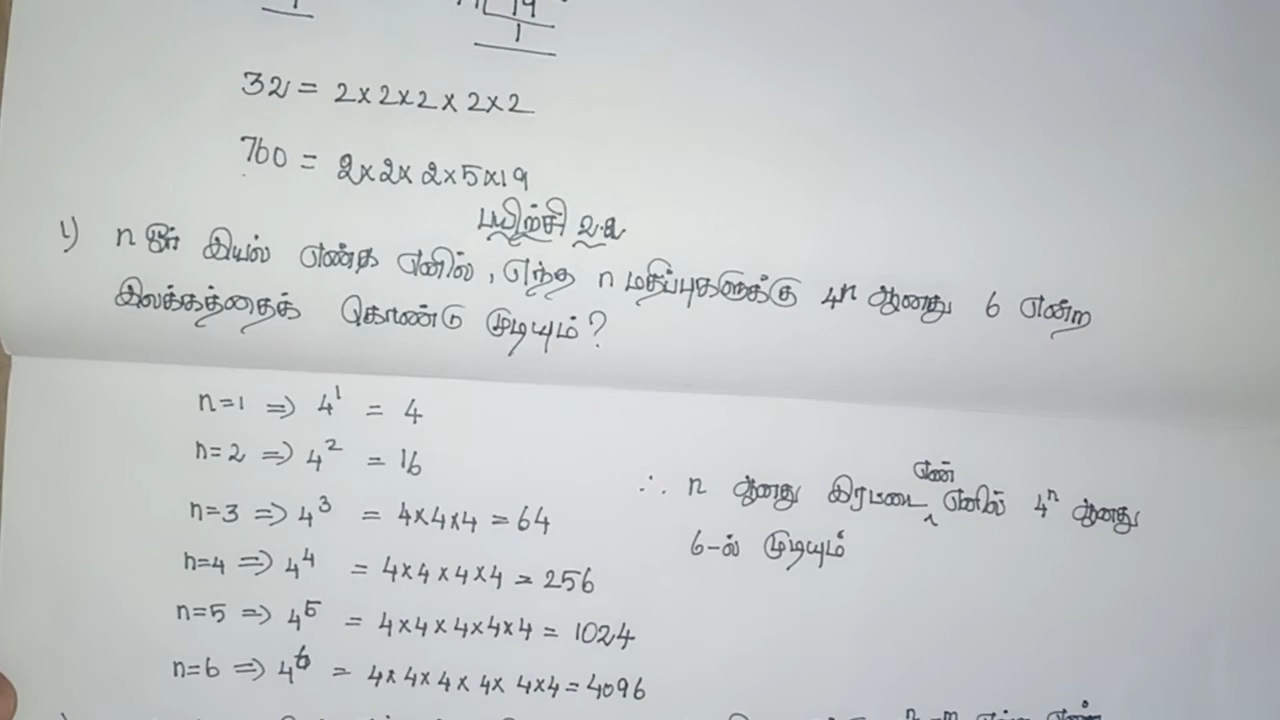 19
1
32 = 2×2×2×2×2
760 = 2×2×2×5×19
பயிற்சி 2.2
1) n ஓர் இயல் எண்த எனில், எந்த n மதிப்புகளுக்கு 4ⁿ ஆனது 6 என்ற
இலக்கத்தைக் கொண்டு முடியும்?
n=1 => 4¹ = 4
n=2 => 4² = 16
n=3 => 4³ = 4×4×4 = 64
n=4 => 4⁴ = 4×4×4×4 = 256
n=5 => 4⁵ = 4×4×4×4×4 = 1024
n=6 => 4⁶ = 4×4×4×4×4×4 = 4096
∴ n ஆனது இரட்டை எண் எனில் 4ⁿ ஆனது
6-ல் முடியும்